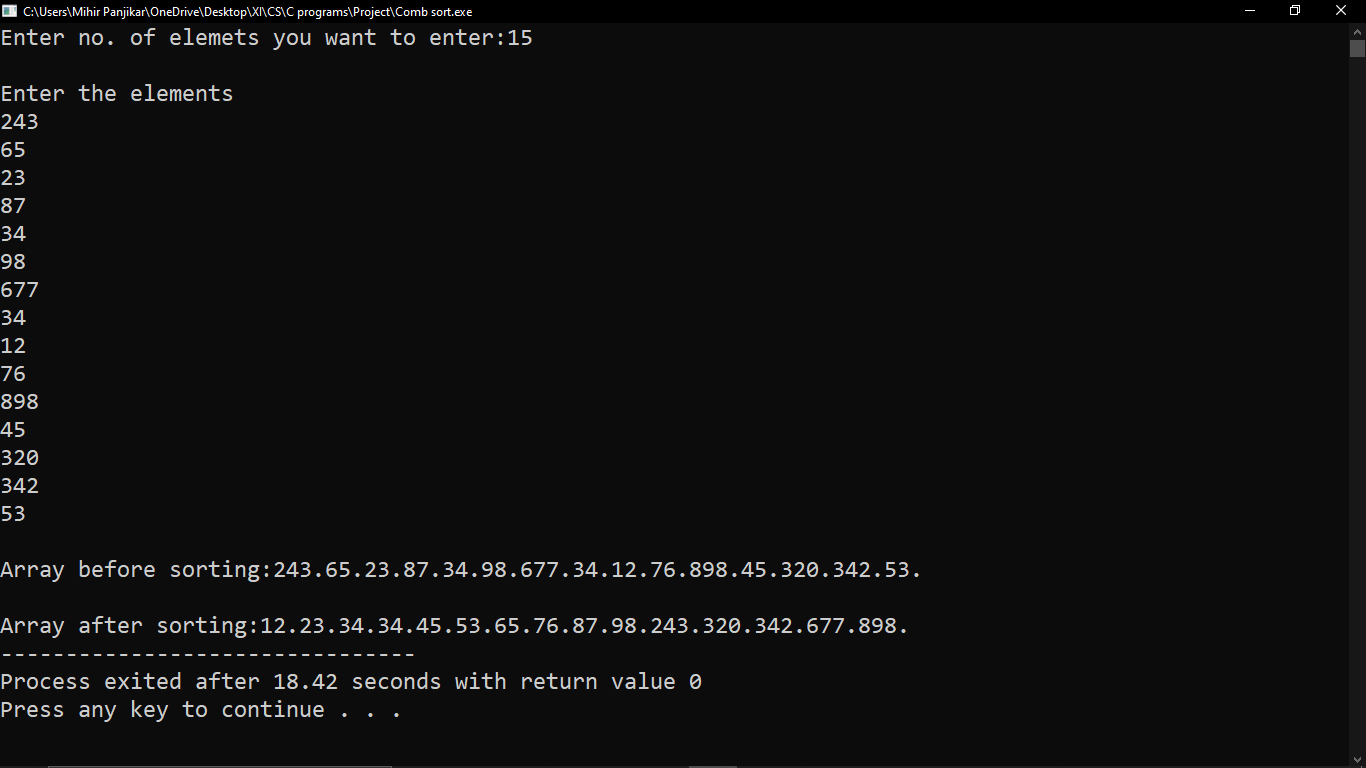 C:\Users\Mihir Panjikar\OneDrive\Desktop\XI\CS\C programs\Project\Comb sort.exe
Enter no. of elemets you want to enter:15
Enter the elements
243
65
23
87
34
98
677
34
12
76
898
45
320
342
53
Array before sorting:243.65.23.87.34.98.677.34.12.76.898.45.320.342.53.
Array after sorting:12.23.34.34.45.53.65.76.87.98.243.320.342.677.898.
--------------------------------
Process exited after 18.42 seconds with return value 0
Press any key to continue . . .